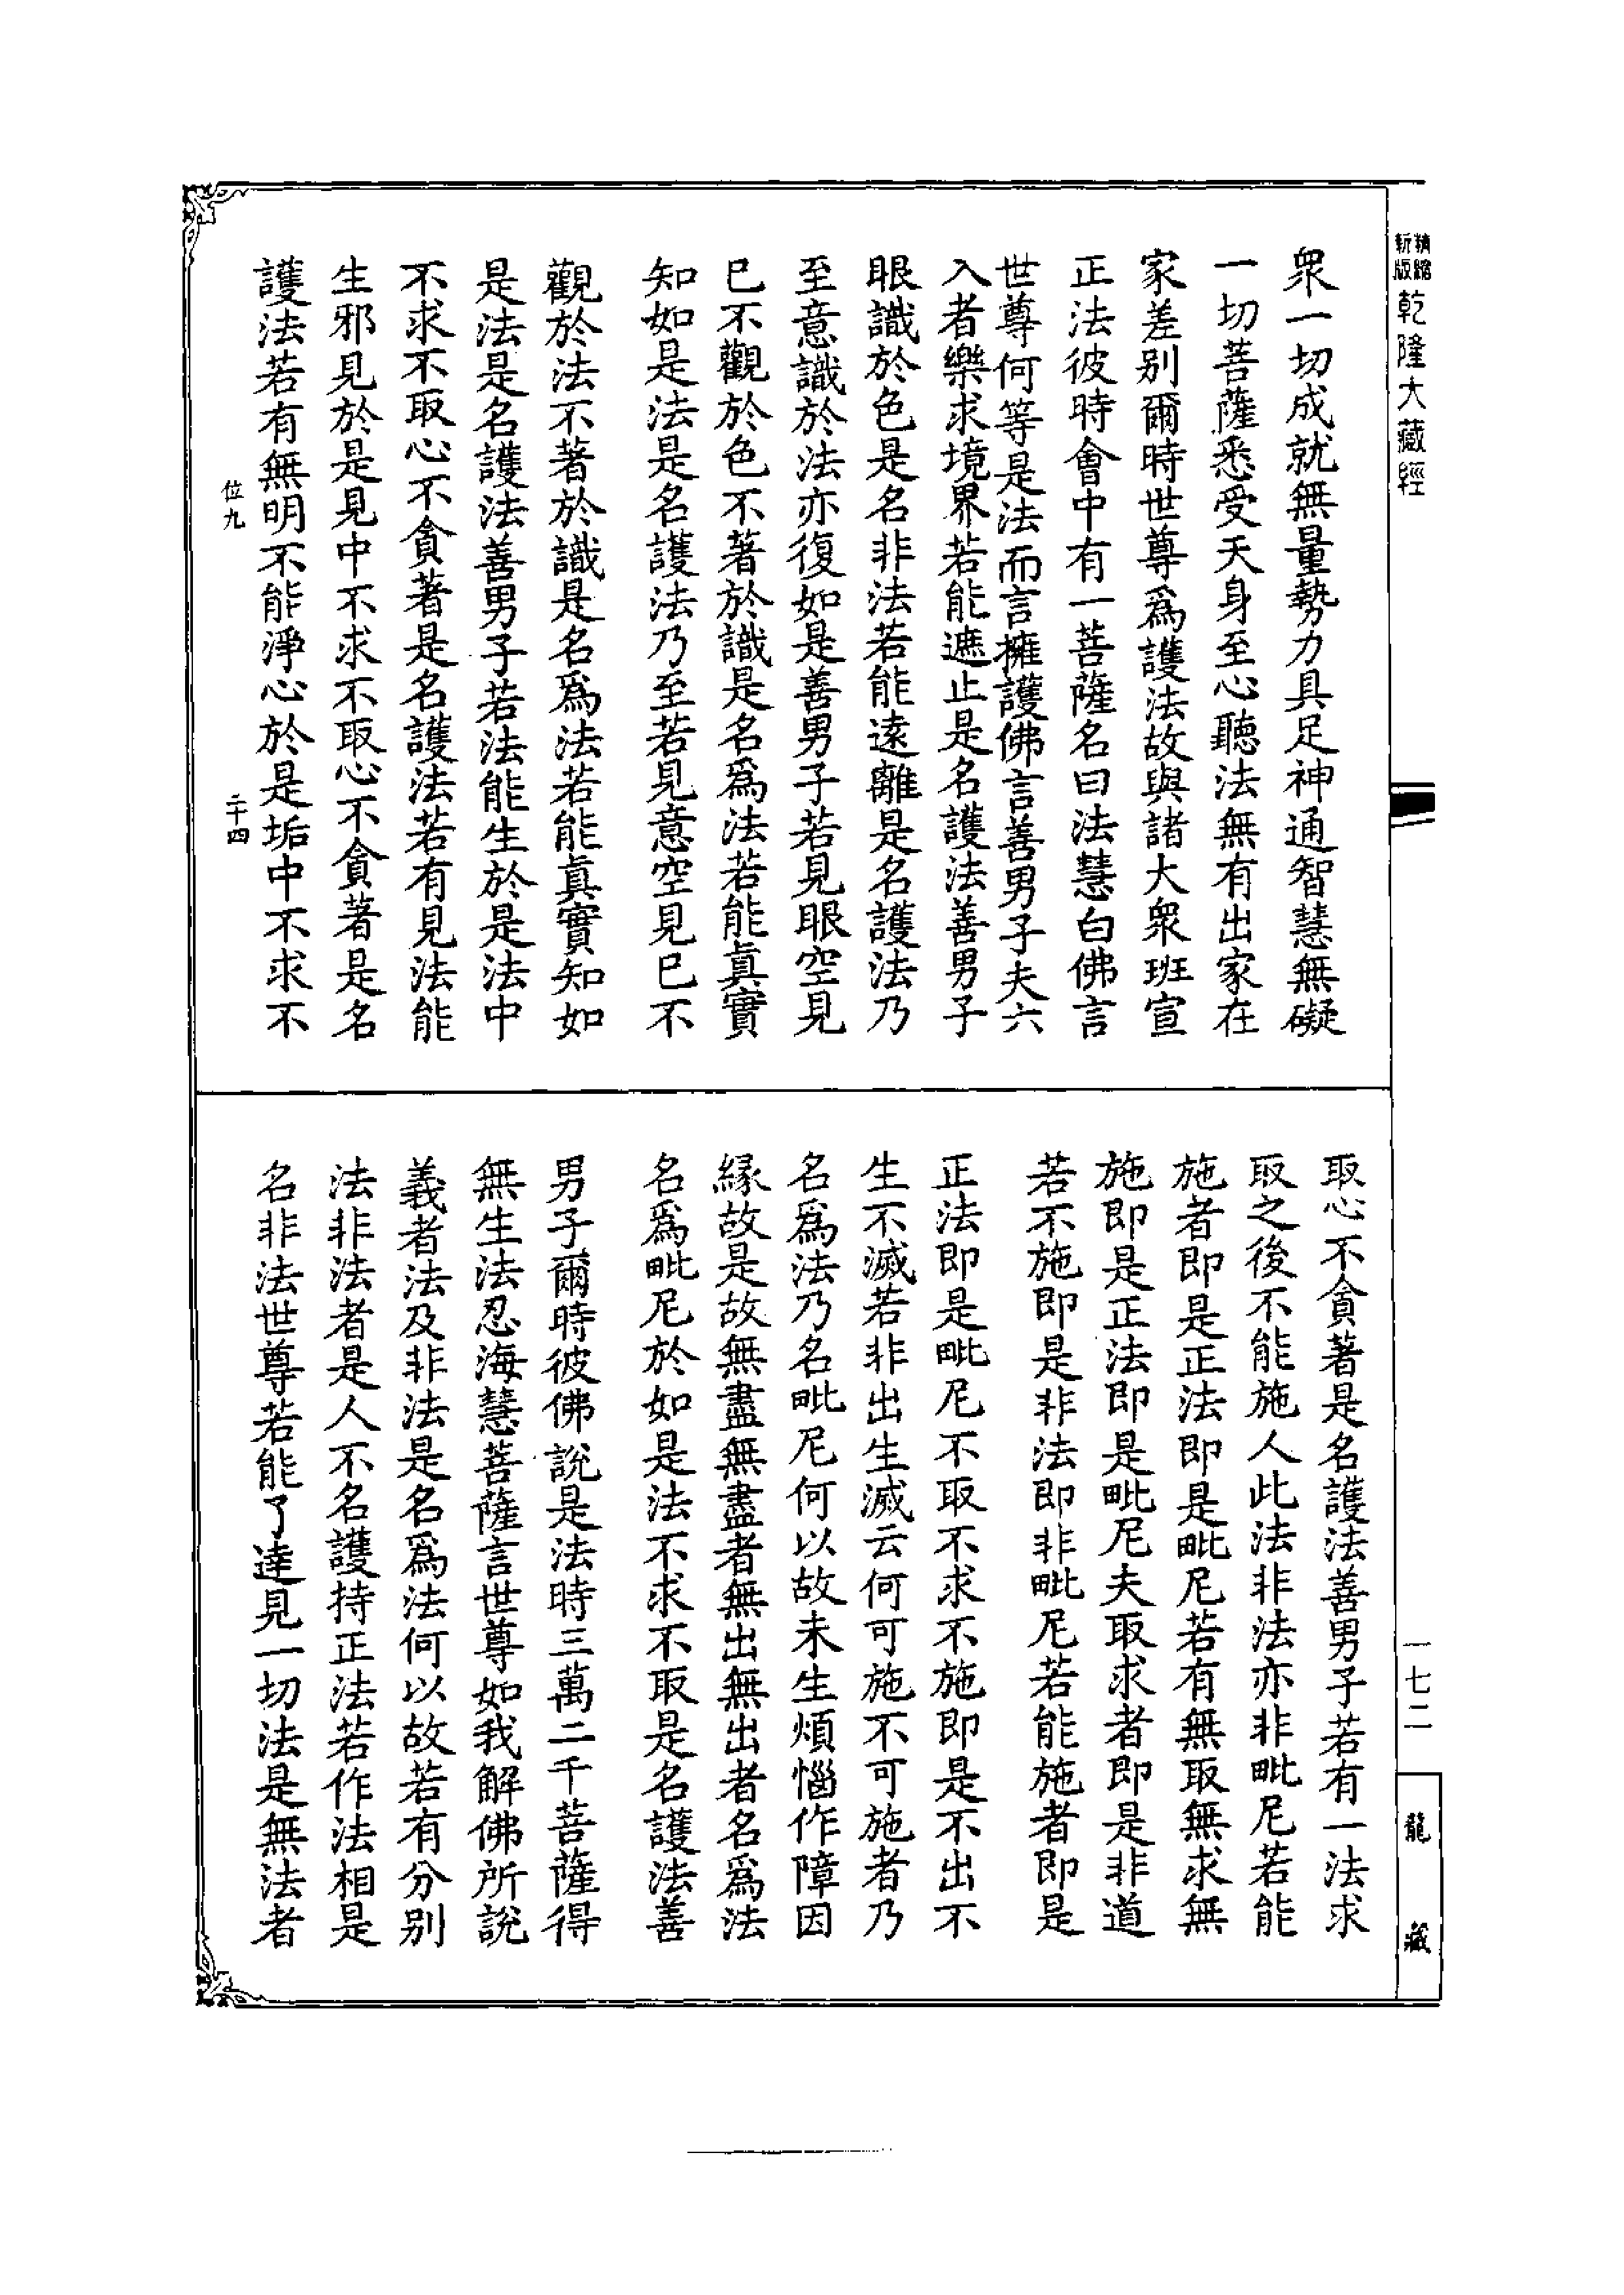 精縮
新版
乾隆大藏經
衆一切成就無量勢力具足神通智慧無礙
一切菩薩悉受天身至心聽法無有出家在
家差別爾時世尊爲護法故與諸大衆班宣
正法彼時會中有一菩薩名曰法慧白佛言
世尊何等是法而言擁護佛言善男子夫六
入者樂求境界若能遮止是名護法善男子
眼識於色是名非法若能遠離是名護法乃
至意識於法亦復如是善男子若見眼空見
已不觀於色不著於識是名爲法若能真實
知如是法是名護法乃至若見意空見已不
觀於法不著於識是名爲法若能真實知如
是法是名護法善男子若法能生於是法中
不求不取心不貪著是名護法若有見法能
生邪見於是見中不求不取心不貪著是名
護法若有無明不能淨心於是垢中不求不
位九
二十四
取心不貪著是名護法善男子若有一法求
取之後不能施人此法非法亦非毗尼若能
施者即是正法即是毗尼若有無取無求無
施即是正法即是毗尼夫取求者即是非道
若不施即是非法即非毗尼若能施者即是
正法即是毗尼不取不求不施即是不出不
生不滅若非出生滅云何可施不可施者乃
名爲法乃名毗尼何以故未生煩惱作障因
緣故是故無盡無盡者無出無出者名爲法
名爲毗尼於如是法不求不取是名護法善
男子爾時彼佛說是法時三萬二千菩薩得
無生法忍海慧菩薩言世尊如我解佛所說
義者法及非法是名爲法何以故若有分別
法非法者是人不名護持正法若作法相是
名非法世尊若能了達見一切法是無法者
一七二
龍藏